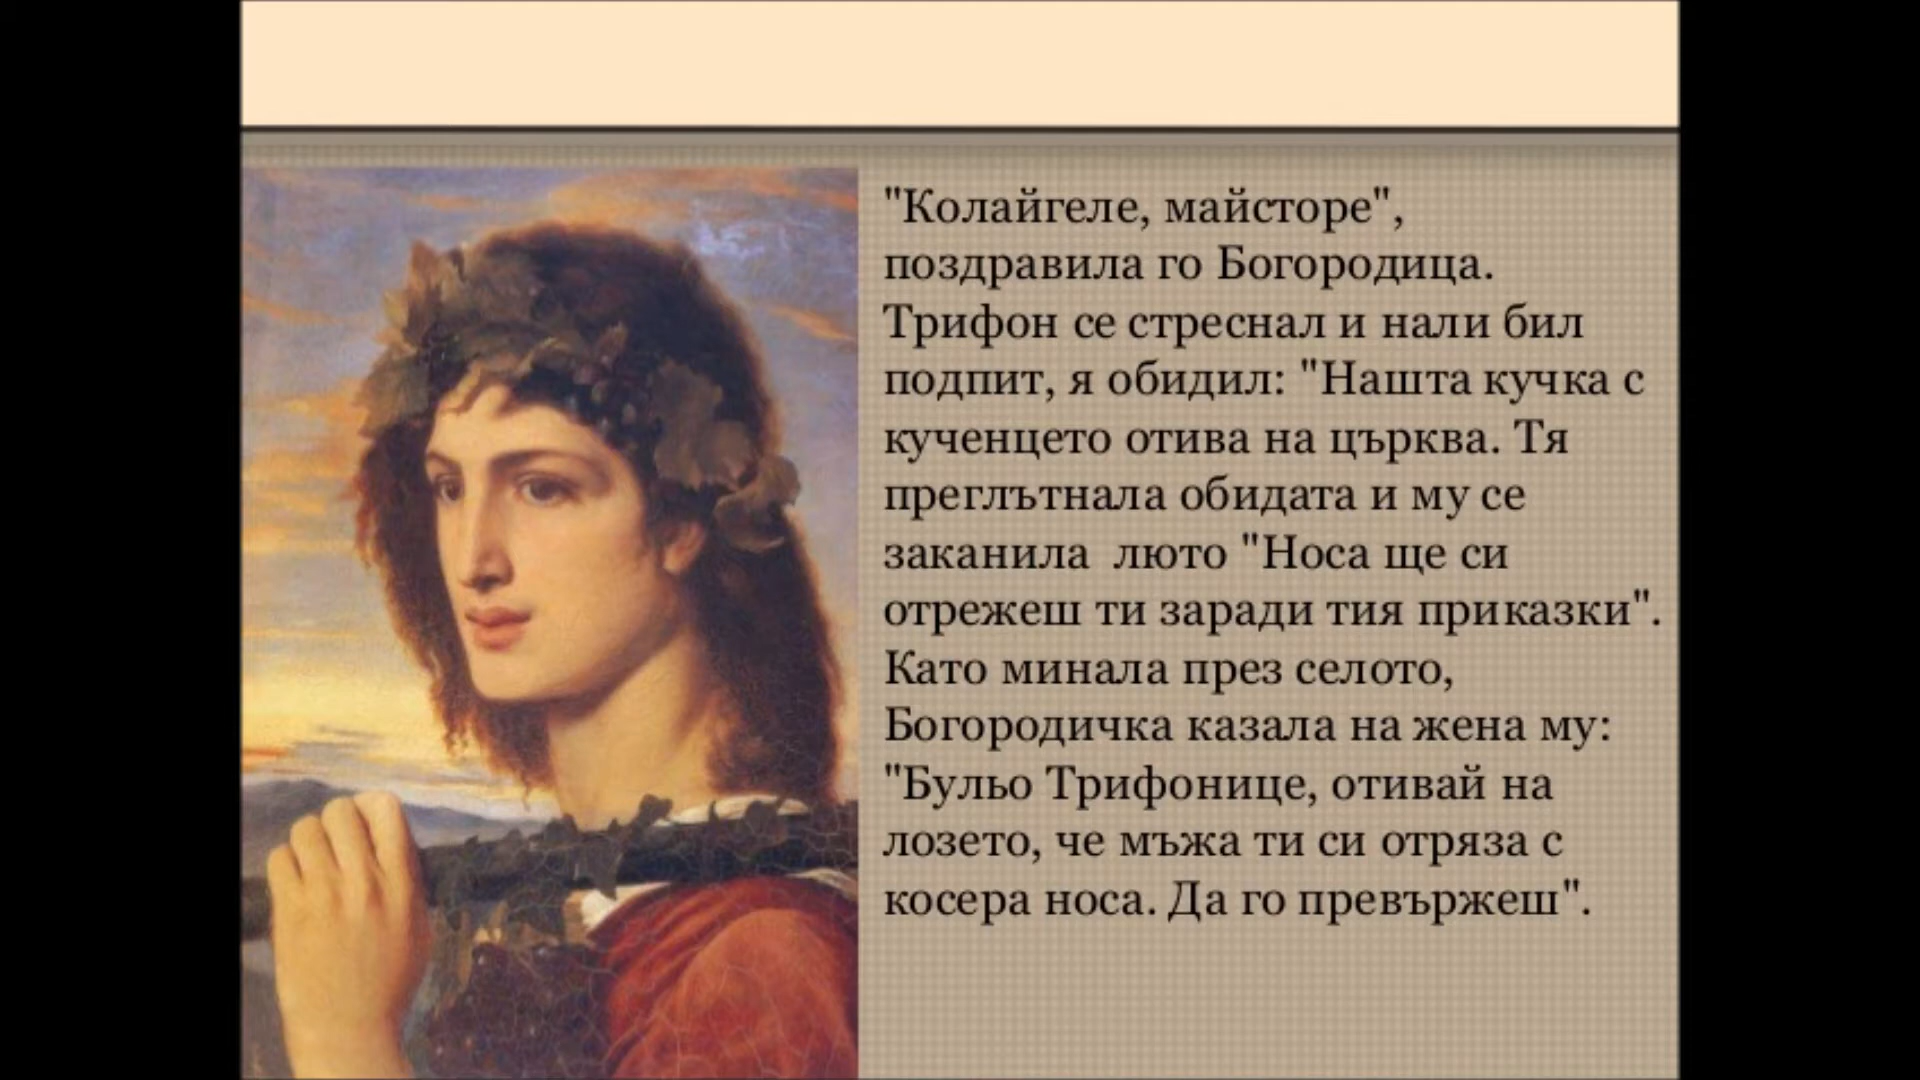 "Колайгеле, майсторе",
поздравила го Богородица.
Трифон се стреснал и нали бил
подпит, я обидил: "Нашта кучка с
кученцето отива на църква. Тя
преглътнала обидата и му се
заканила люто "Носа ще си
отрежеш ти заради тия приказки".
Като минала през селото,
Богородичка казала на жена му:
"Бульо Трифонице, отивай на
лозето, че мъжа ти си отряза с
косера носа. Да го превържеш".